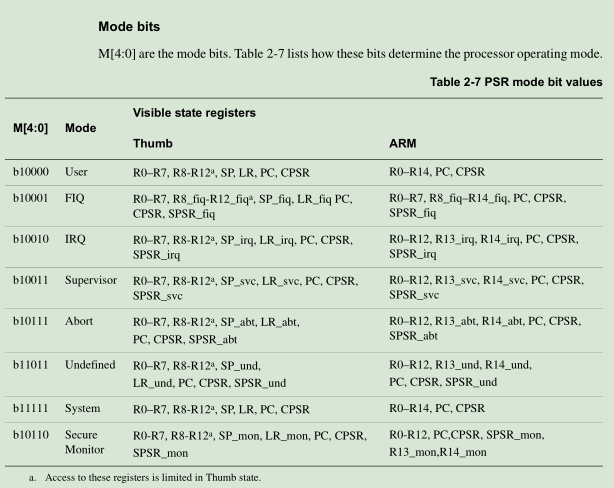 Mode bits
M[4:0] are the mode bits. Table 2-7 lists how these bits determine the processor operating mode.
Table 2-7 PSR mode bit values
Visible state registers
M[4:0] Mode
Thumb ARM
b10000 User R0–R7, R8-R12ᵃ, SP, LR, PC, CPSR R0–R14, PC, CPSR
b10001 FIQ R0–R7, R8_fiq-R12_fiqᵃ, SP_fiq, LR_fiq PC, R0–R7, R8_fiq–R14_fiq, PC, CPSR,
CPSR, SPSR_fiq SPSR_fiq
b10010 IRQ R0–R7, R8-R12ᵃ, SP_irq, LR_irq, PC, CPSR, R0–R12, R13_irq, R14_irq, PC, CPSR,
SPSR_irq SPSR_irq
b10011 Supervisor R0–R7, R8-R12ᵃ, SP_svc, LR_svc, PC, CPSR, R0–R12, R13_svc, R14_svc, PC, CPSR,
SPSR_svc SPSR_svc
b10111 Abort R0–R7, R8-R12ᵃ, SP_abt, LR_abt, R0–R12, R13_abt, R14_abt, PC, CPSR,
PC, CPSR, SPSR_abt SPSR_abt
b11011 Undefined R0–R7, R8-R12ᵃ, SP_und, R0–R12, R13_und, R14_und,
LR_und, PC, CPSR, SPSR_und PC, CPSR, SPSR_und
b11111 System R0–R7, R8-R12ᵃ, SP, LR, PC, CPSR R0–R14, PC, CPSR
b10110 Secure R0-R7, R8-R12ᵃ, SP_mon, LR_mon, PC, CPSR, R0-R12, PC,CPSR, SPSR_mon,
Monitor SPSR_mon R13_mon,R14_mon
a. Access to these registers is limited in Thumb state.